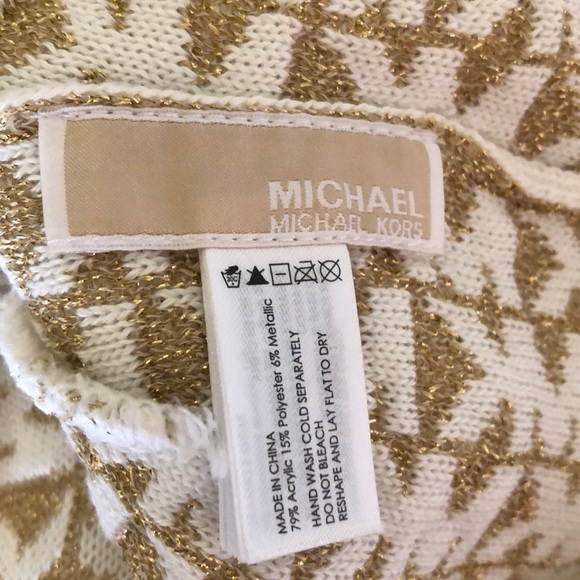 MICHAEL
MICHAEL KORS
MADE IN CHINA
79% Acrylic 15% Polyester 6% Metallic
HAND WASH COLD SEPARATELY
DO NOT BLEACH
RESHAPE AND LAY FLAT TO DRY